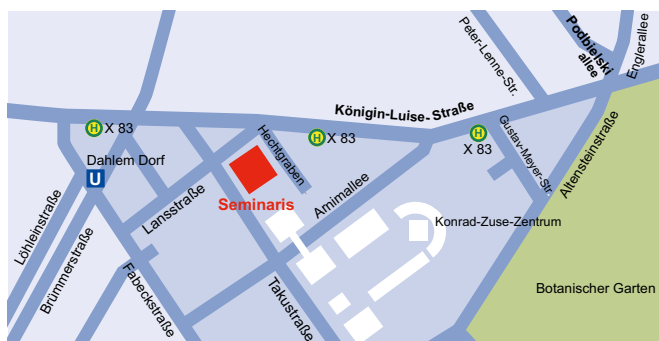 Peter-Lenne-Str.
Podbielski
allee
Englerallee
Königin-Luise-Straße
H X 83
H X 83
H
X 83
Dahlem Dorf
U
Hechtgraben
Gustav-Meyer-Str.
Altensteinstraße
Lansstraße
Seminaris
Arnimallee
Konrad-Zuse-Zentrum
Löhleinstraße
Brümmerstraße
Fabeckstraße
Takustraße
Botanischer Garten